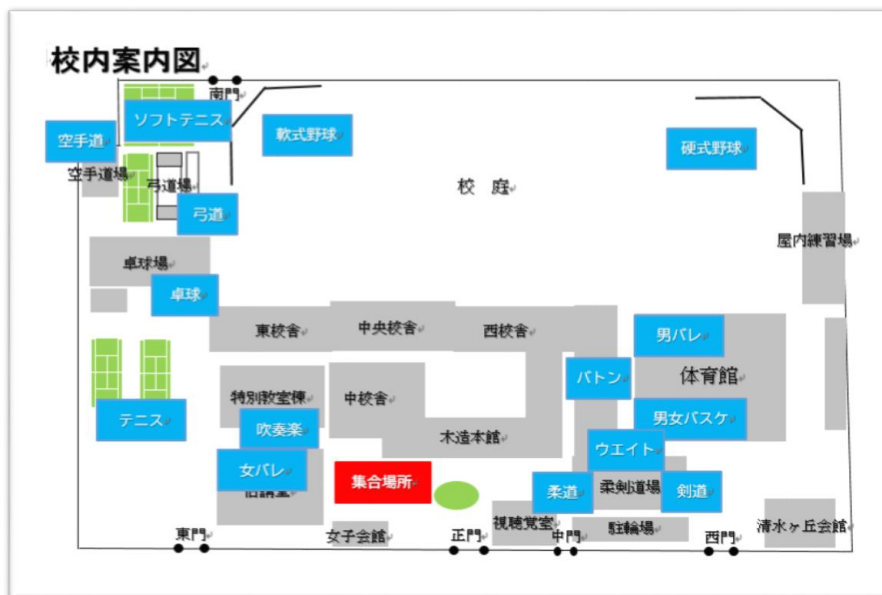 校内案内図
南門
ソフトテニス
空手道
軟式野球
硬式野球
空手道場
弓道場
校 庭
弓道
屋内練習場
卓球場
卓球
東校舎
中央校舎
西校舎
男バレ
体育館
バトン
特別教室棟
中校舎
テニス
吹奏楽
木造本館
男女バスケ
ウエイト
女バレ
集合場所
柔道
柔剣道場
剣道
旧講堂
視聴覚室
駐輪場
清水ヶ丘会館
東門
女子会館
正門
中門
西門